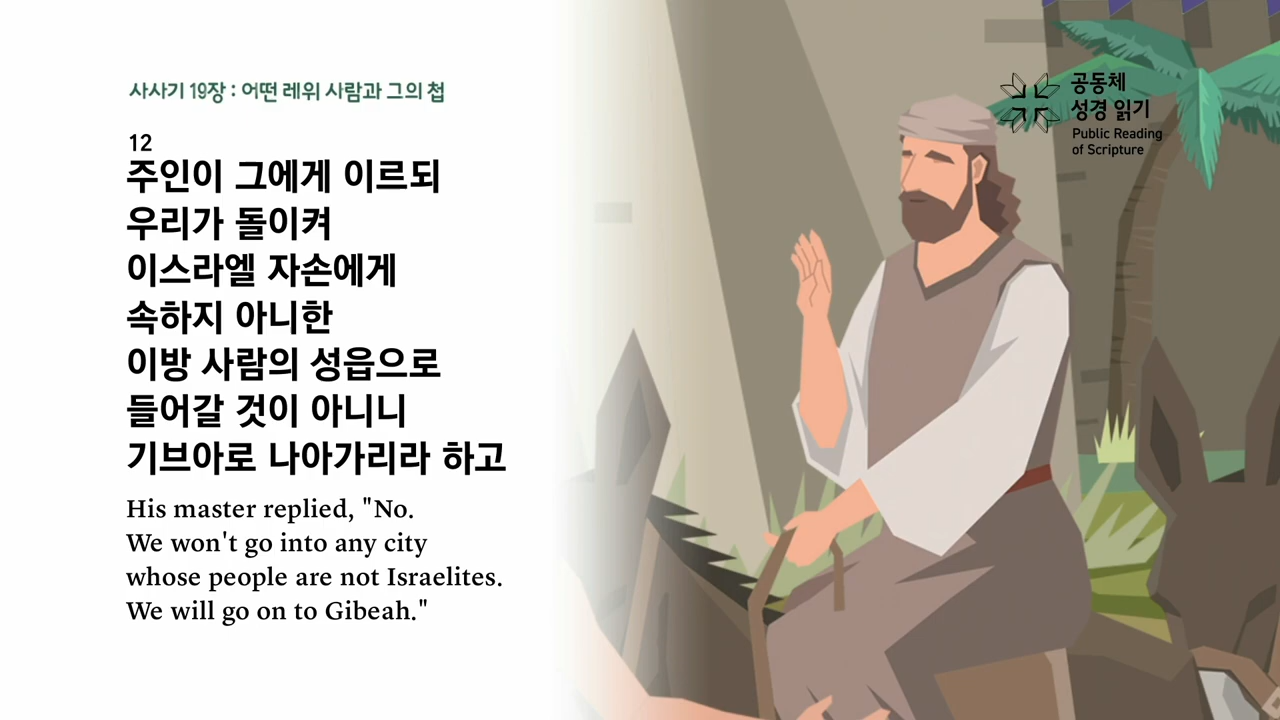 사사기 19장 : 어떤 레위 사람과 그의 첩
12
주인이 그에게 이르되
우리가 돌이켜
이스라엘 자손에게
속하지 아니한
이방 사람의 성읍으로
들어갈 것이 아니니
기브아로 나아가리라 하고
His master replied, "No.
We won't go into any city
whose people are not Israelites.
We will go on to Gibeah."
공동체
성경 읽기
Public Reading
of Scripture